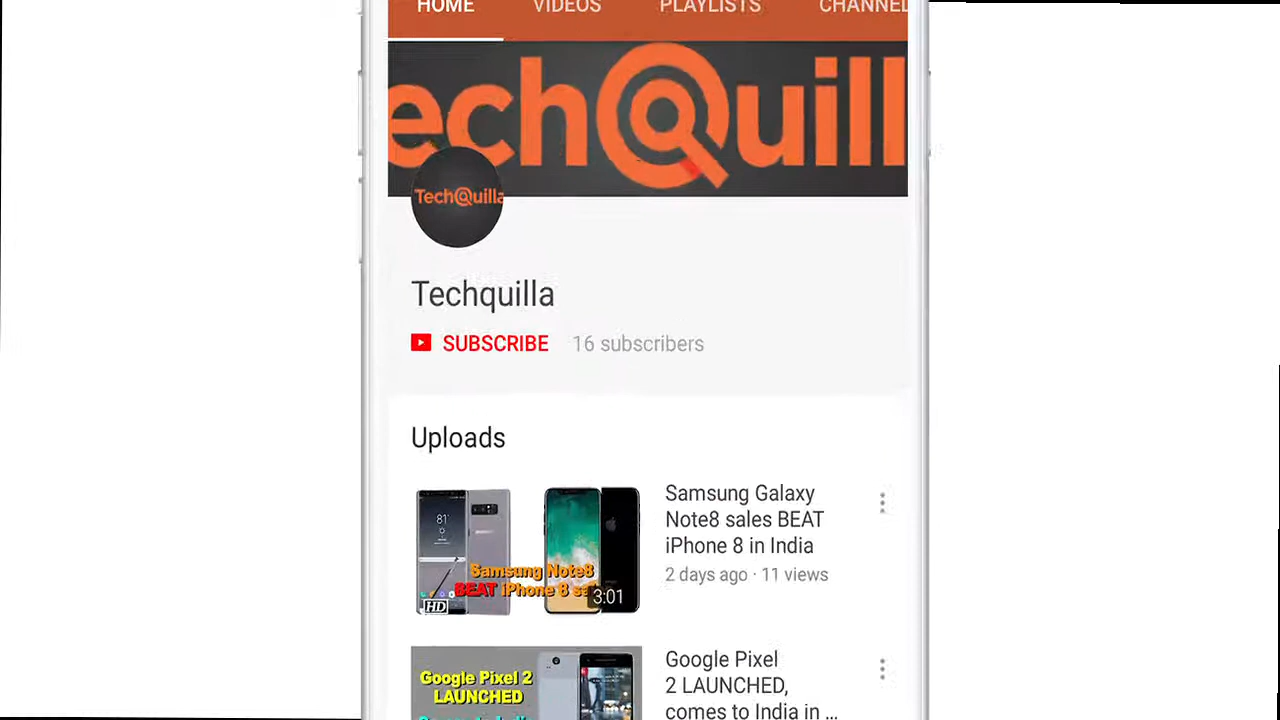 HOME VIDEOS PLAYLISTS CHANNEL
echQuill
TechQuilla
Techquilla
SUBSCRIBE 16 subscribers
Uploads
Samsung Galaxy
Note8 sales BEAT
iPhone 8 in India
2 days ago · 11 views
81°
Samsung Note8
BEAT iPhone 8 sa
3:01
HD
Google Pixel
2 LAUNCHED,
comes to India in ...
Google Pixel 2
LAUNCHED